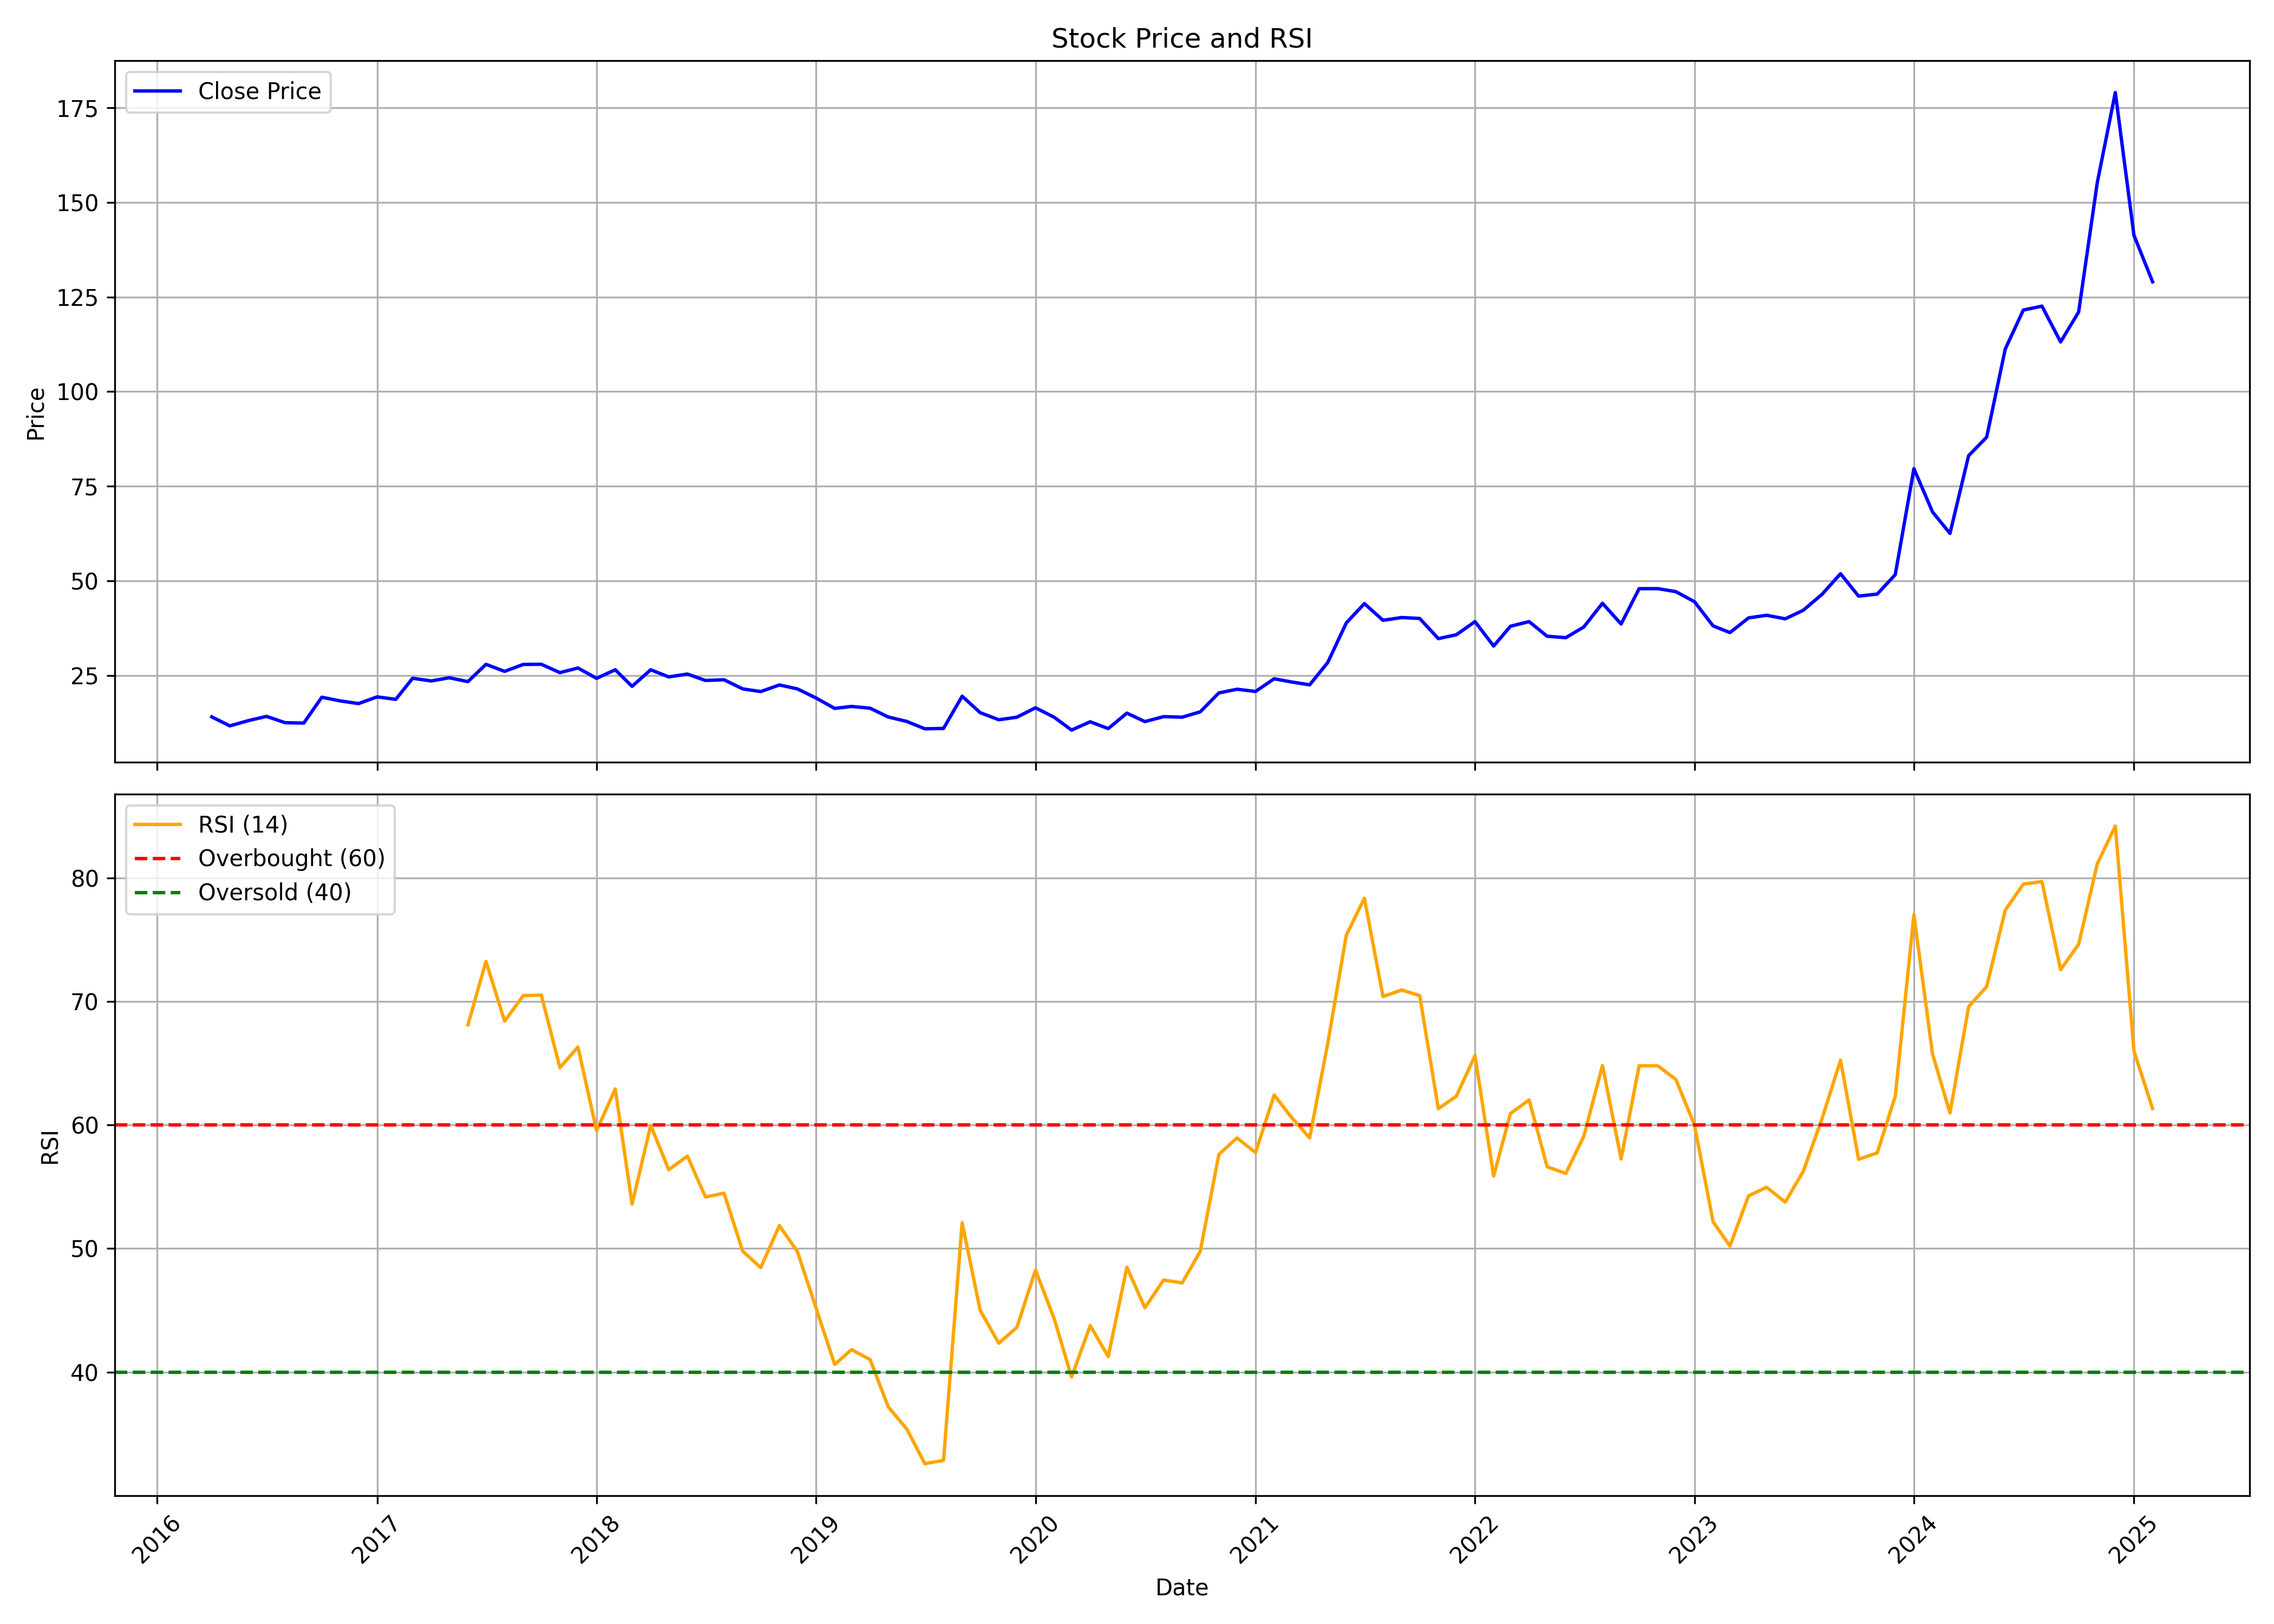 Stock Price and RSI
Close Price
175
150
125
100
75
50
25
Price
RSI (14)
Overbought (60)
Oversold (40)
80
70
60
50
40
RSI
2016
2017
2018
2019
2020
2021
2022
2023
2024
2025
Date